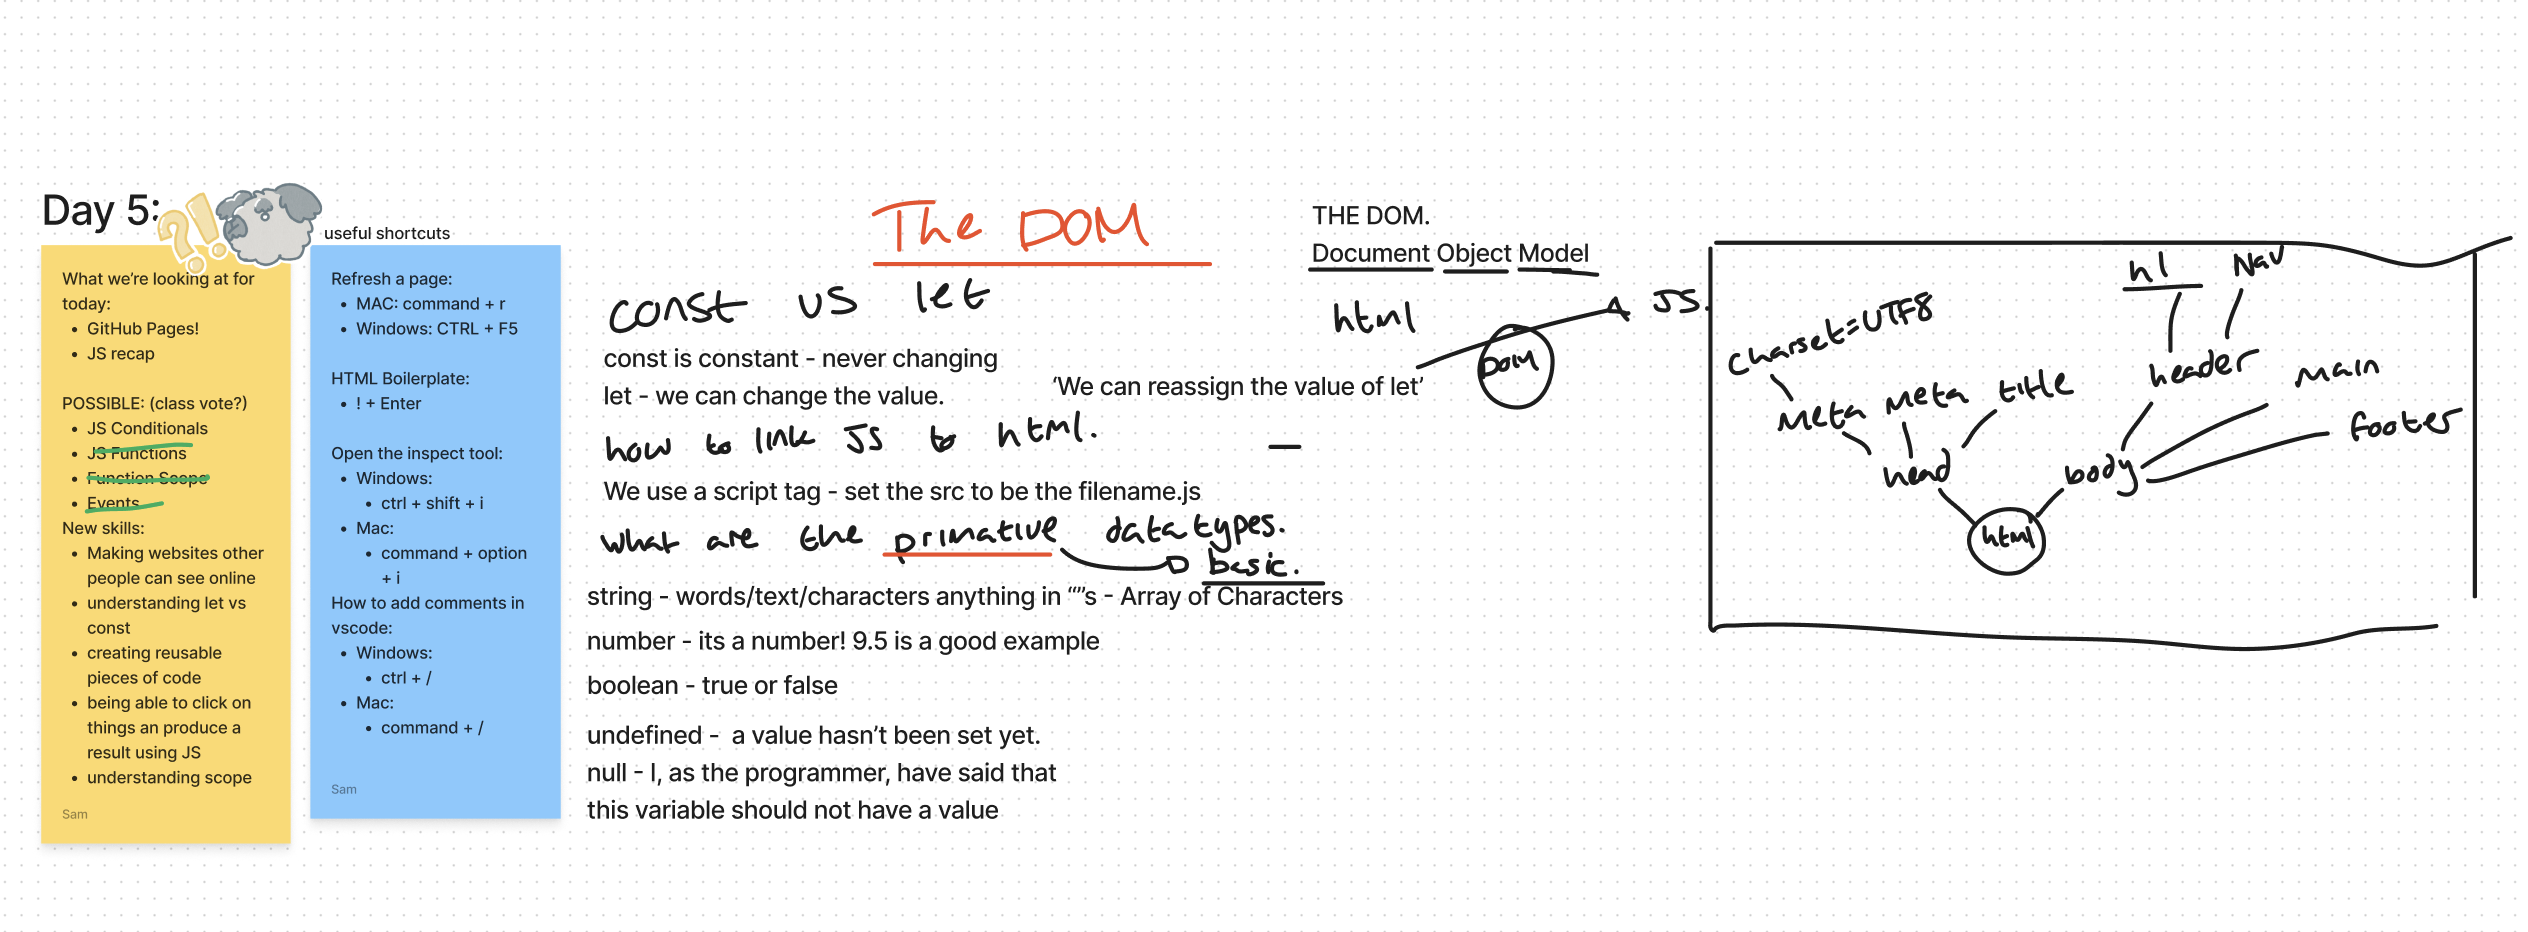 Day 5:
?!
What we're looking at for
today:
• GitHub Pages!
• JS recap
POSSIBLE: (class vote?)
• JS Conditionals
• JS Functions
• Function Scope
• Events
New skills:
• Making websites other
people can see online
• understanding let vs
const
• creating reusable
pieces of code
• being able to click on
things an produce a
result using JS
• understanding scope
Sam
useful shortcuts
Refresh a page:
• MAC: command + r
• Windows: CTRL + F5
HTML Boilerplate:
• ! + Enter
Open the inspect tool:
• Windows:
• ctrl + shift + i
• Mac:
• command + option
+ i
How to add comments in
vscode:
• Windows:
• ctrl + /
• Mac:
• command + /
Sam
The DOM
const vs let
const is constant - never changing
let - we can change the value.
'We can reassign the value of let'
how to link JS to html.
We use a script tag - set the src to be the filename.js
what are the primative data types.
basic.
string - words/text/characters anything in “”s - Array of Characters
number - its a number! 9.5 is a good example
boolean - true or false
undefined - a value hasn't been set yet.
null - I, as the programmer, have said that
this variable should not have a value
THE DOM.
Document Object Model
html
DOM
JS.
h1 Nav
charset=UTF8
header main
meta meta title
footer
head body
html